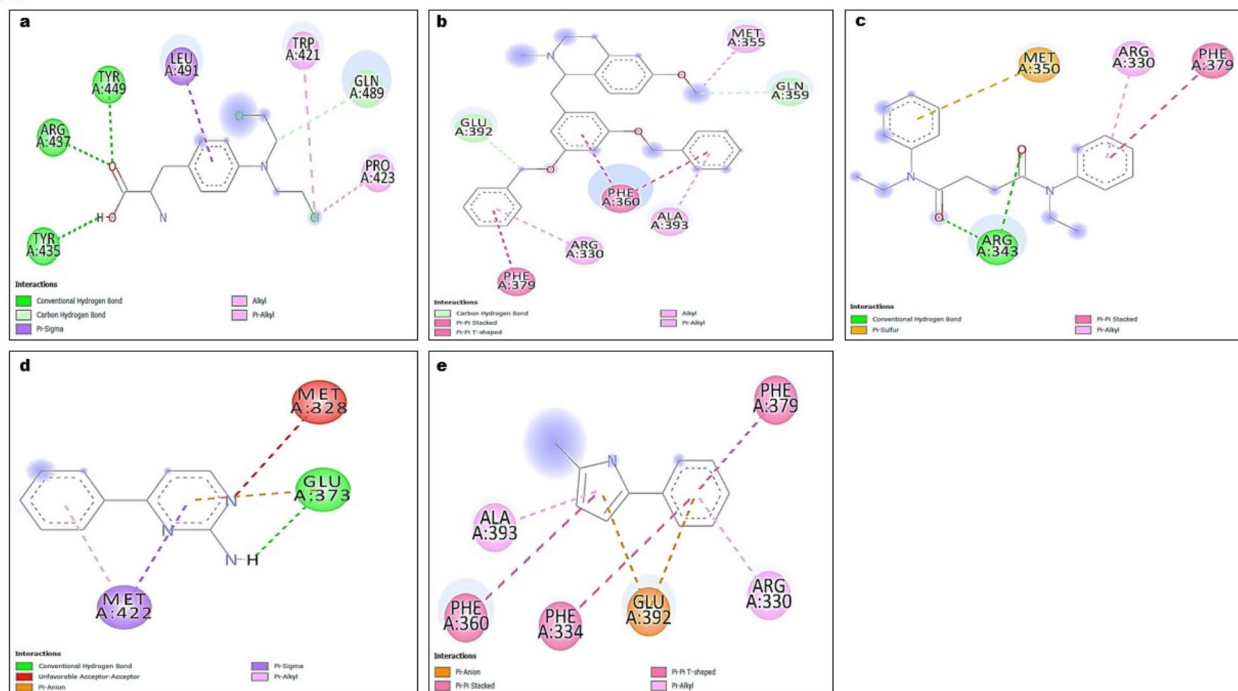 a
TYR
A:449
LEU
A:491
TRP
A:421
GLN
A:489
ARG
A:437
Cl
O
N
PRO
A:423
H O
N
Cl
TYR
A:435
Interactions
Conventional Hydrogen Bond
Carbon Hydrogen Bond
Pi-Sigma
Alkyl
Pi-Alkyl
b
MET
A:355
N
O
GLN
A:359
GLU
A:392
O
O
PHE
A:360
ALA
A:393
ARG
A:330
PHE
A:379
Interactions
Carbon Hydrogen Bond
Pi-Pi Stacked
Pi-Pi T-shaped
Alkyl
Pi-Alkyl
c
MET
A:350
ARG
A:330
PHE
A:379
O
N
N
O
ARG
A:343
Interactions
Conventional Hydrogen Bond
Pi-Sulfur
Pi-Pi Stacked
Pi-Alkyl
d
MET
A:328
GLU
A:373
N
N
N H
MET
A:422
Interactions
Conventional Hydrogen Bond
Unfavorable Acceptor-Acceptor
Pi-Anion
Pi-Sigma
Pi-Alkyl
e
PHE
A:379
N
ALA
A:393
PHE
A:360
PHE
A:334
GLU
A:392
ARG
A:330
Interactions
Pi-Anion
Pi-Pi Stacked
Pi-Pi T-shaped
Pi-Alkyl